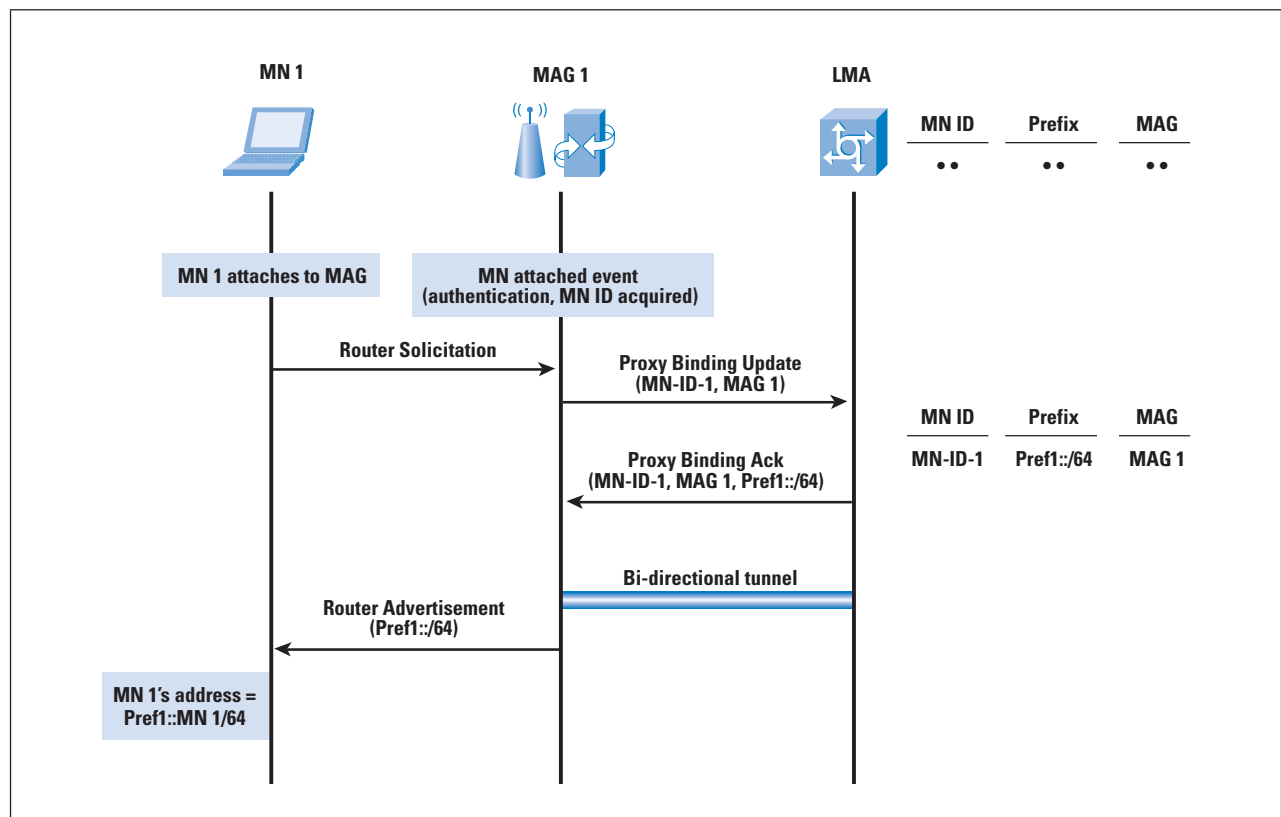 MN 1
MAG 1
LMA
MN ID Prefix MAG
•• •• ••
MN 1 attaches to MAG
MN attached event
(authentication, MN ID acquired)
Router Solicitation
Proxy Binding Update
(MN-ID-1, MAG 1)
MN ID Prefix MAG
MN-ID-1 Pref1::/64 MAG 1
Proxy Binding Ack
(MN-ID-1, MAG 1, Pref1::/64)
Bi-directional tunnel
Router Advertisement
(Pref1::/64)
MN 1’s address =
Pref1::MN 1/64